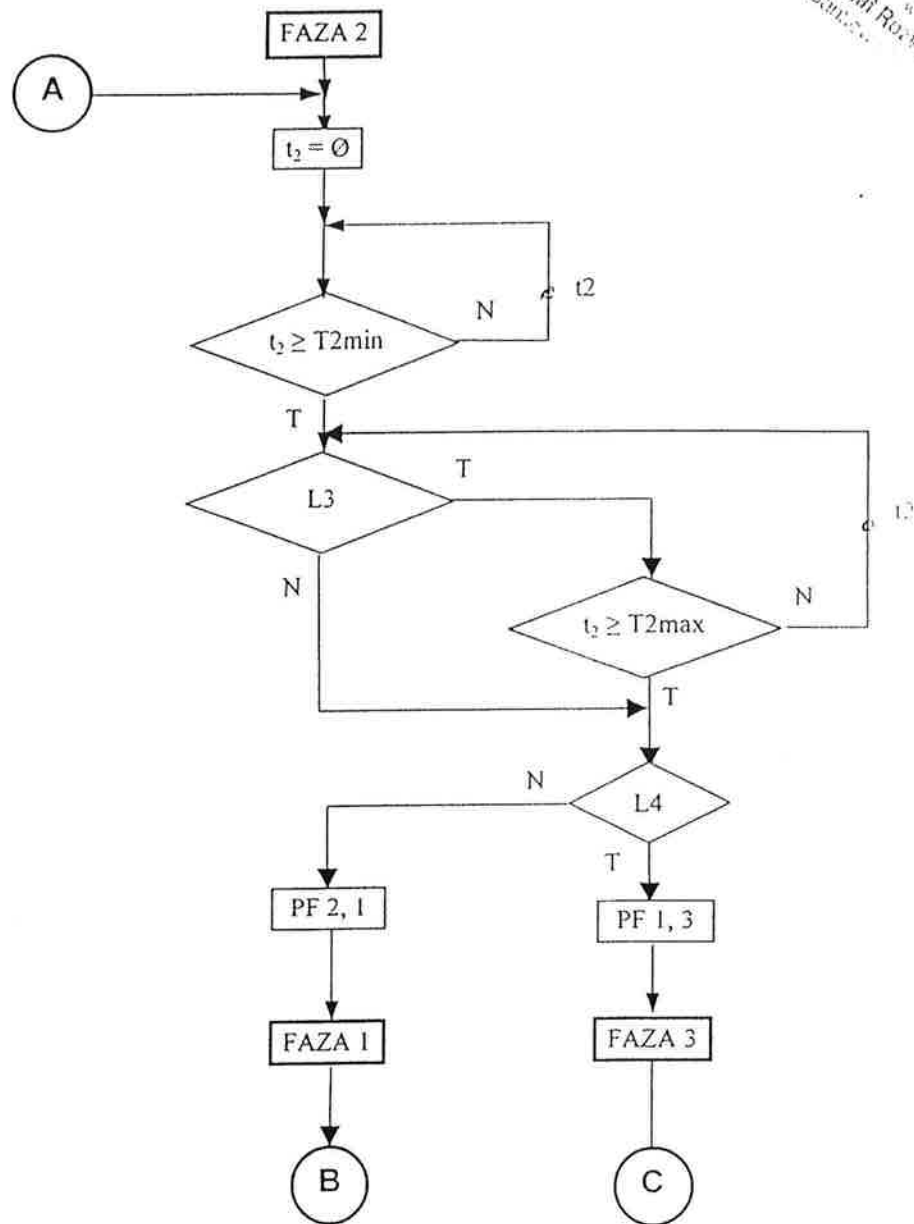 FAZA 2
A
t₂ = Ø
t2
N
t₂ ≥ T2min
T
T
L3
N
N
t₂ ≥ T2max
T
N
L4
T
PF 2, 1
PF 1, 3
FAZA 1
FAZA 3
B
C